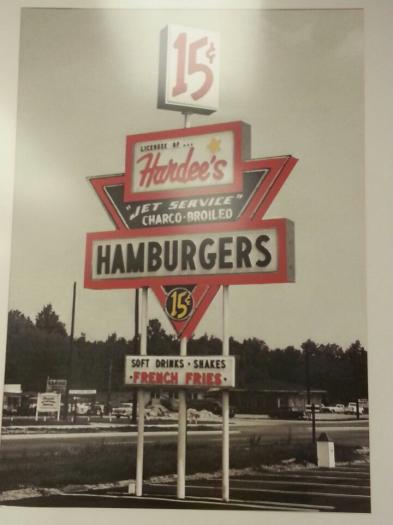 15¢
LICENSEE OF ...
Hardee's
"JET SERVICE"
CHARCO-BROILED
HAMBURGERS
15¢
SOFT DRINKS · SHAKES
· FRENCH FRIES ·